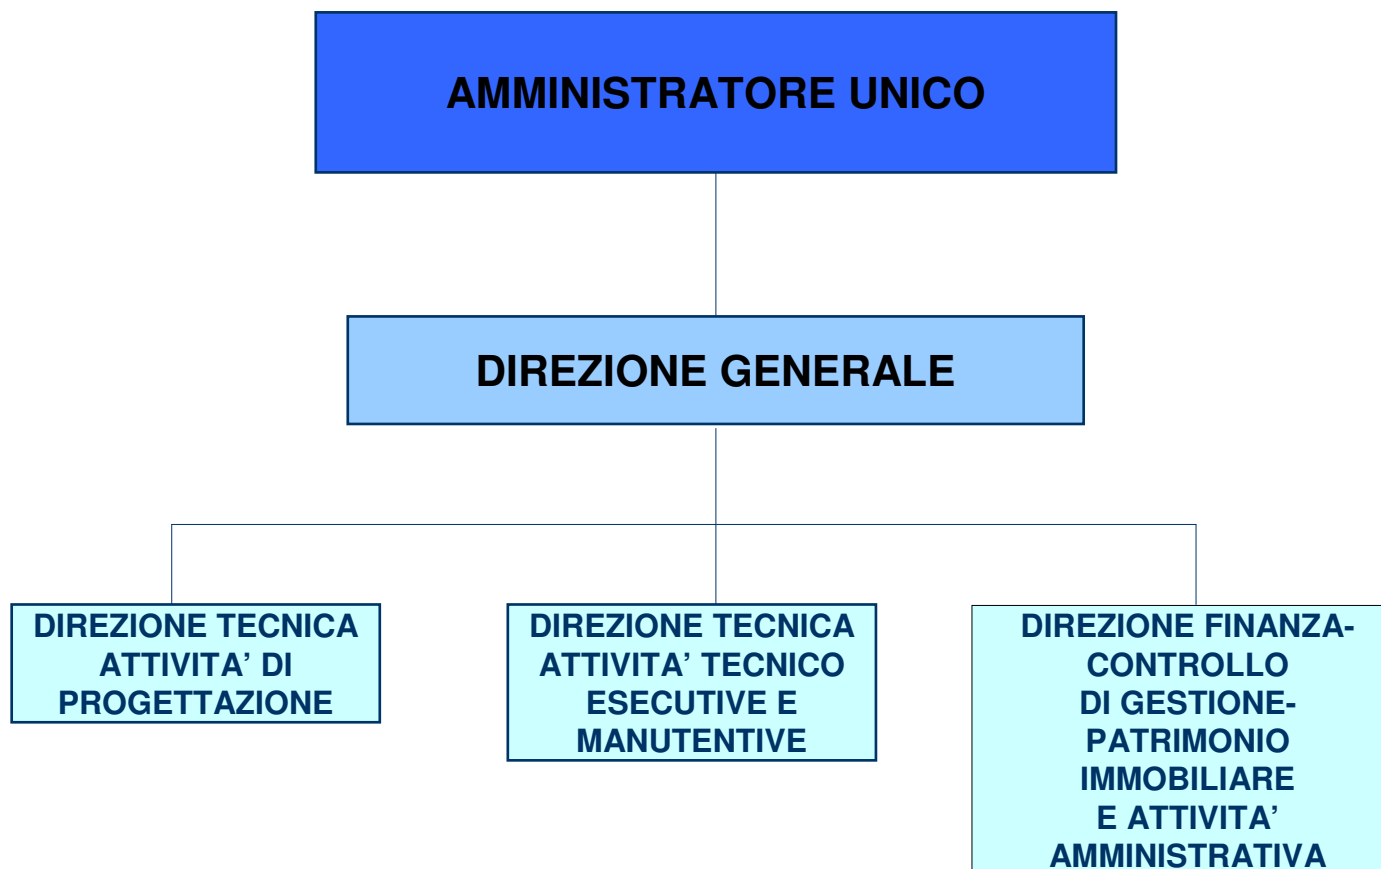 AMMINISTRATORE UNICO
DIREZIONE GENERALE
DIREZIONE TECNICA
ATTIVITA’ DI
PROGETTAZIONE
DIREZIONE TECNICA
ATTIVITA’ TECNICO
ESECUTIVE E
MANUTENTIVE
DIREZIONE FINANZA-
CONTROLLO
DI GESTIONE-
PATRIMONIO
IMMOBILIARE
E ATTIVITA’
AMMINISTRATIVA